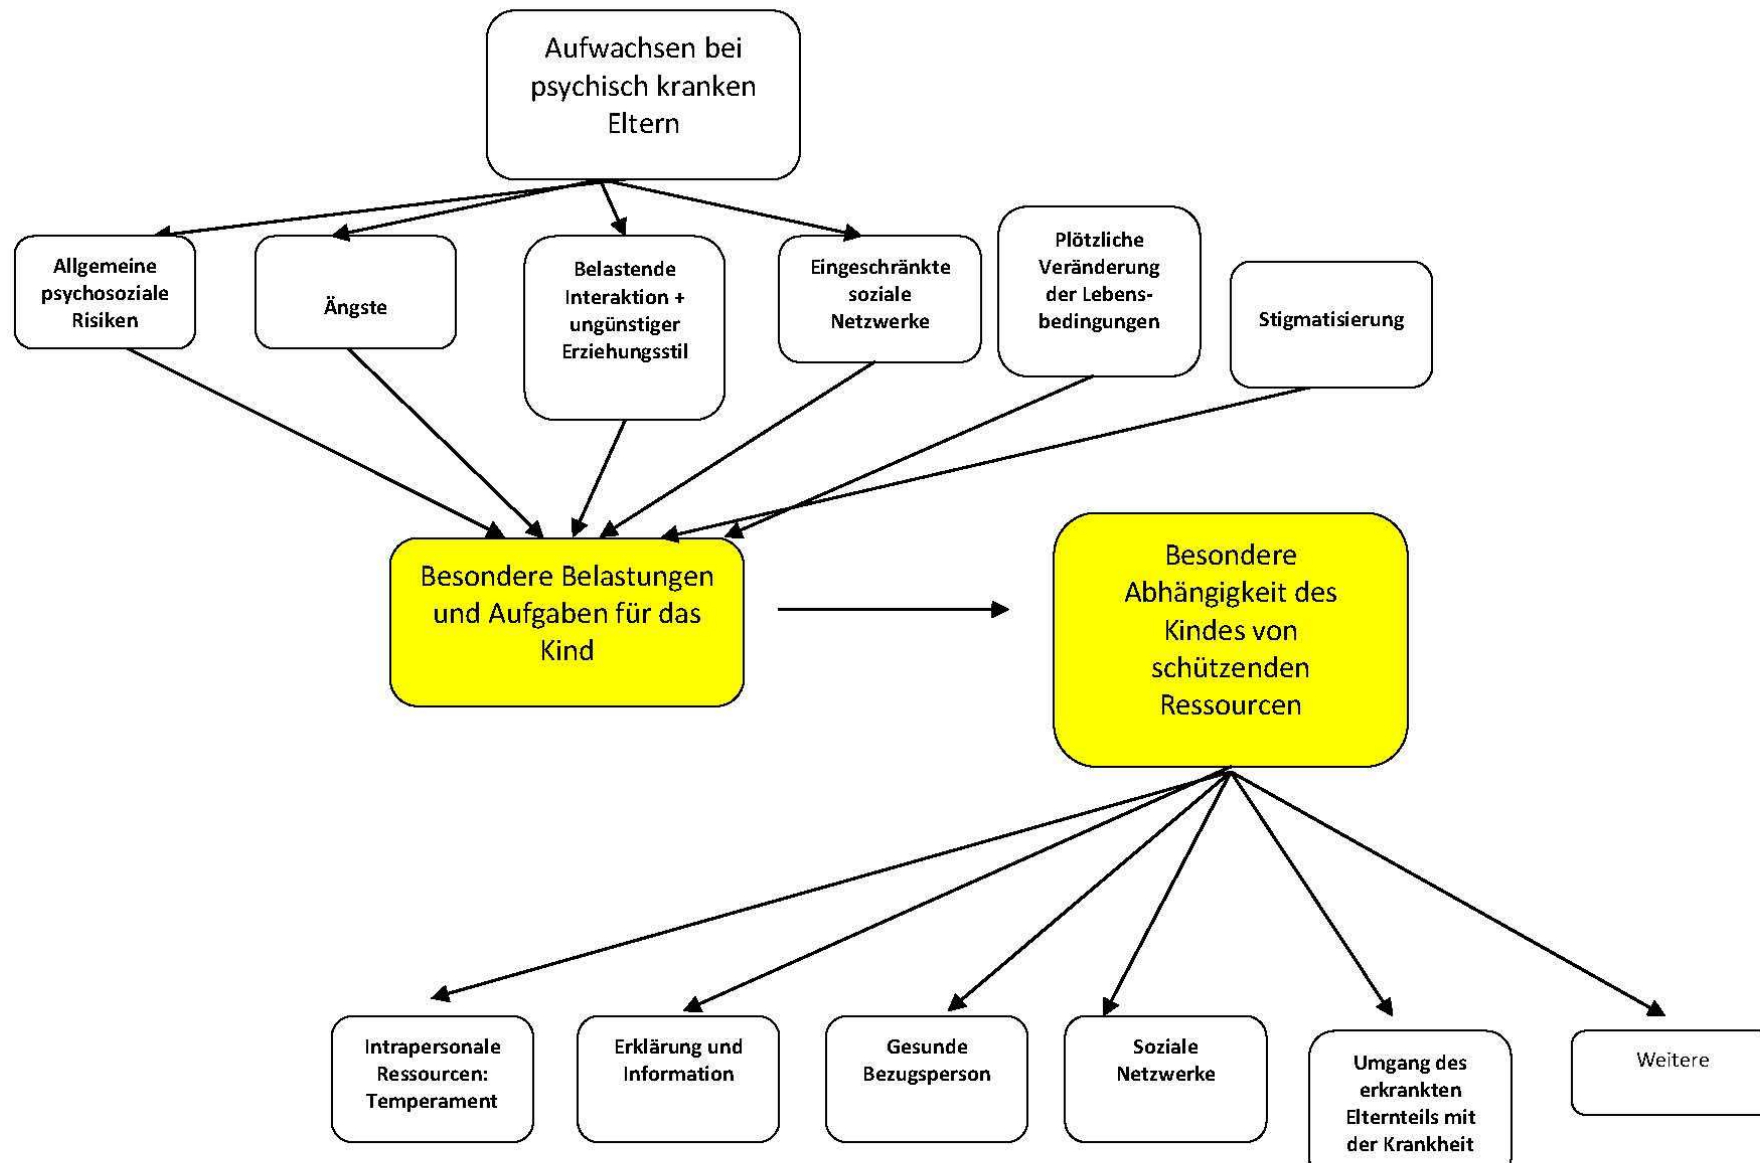 Aufwachsen bei
psychisch kranken
Eltern
Allgemeine
psychosoziale
Risiken
Ängste
Belastende
Interaktion +
ungünstiger
Erziehungsstil
Eingeschränkte
soziale
Netzwerke
Plötzliche
Veränderung
der Lebens-
bedingungen
Stigmatisierung
Besondere Belastungen
und Aufgaben für das
Kind
Besondere
Abhängigkeit des
Kindes von
schützenden
Ressourcen
Intrapersonale
Ressourcen:
Temperament
Erklärung und
Information
Gesunde
Bezugsperson
Soziale
Netzwerke
Umgang des
erkrankten
Elternteils mit
der Krankheit
Weitere